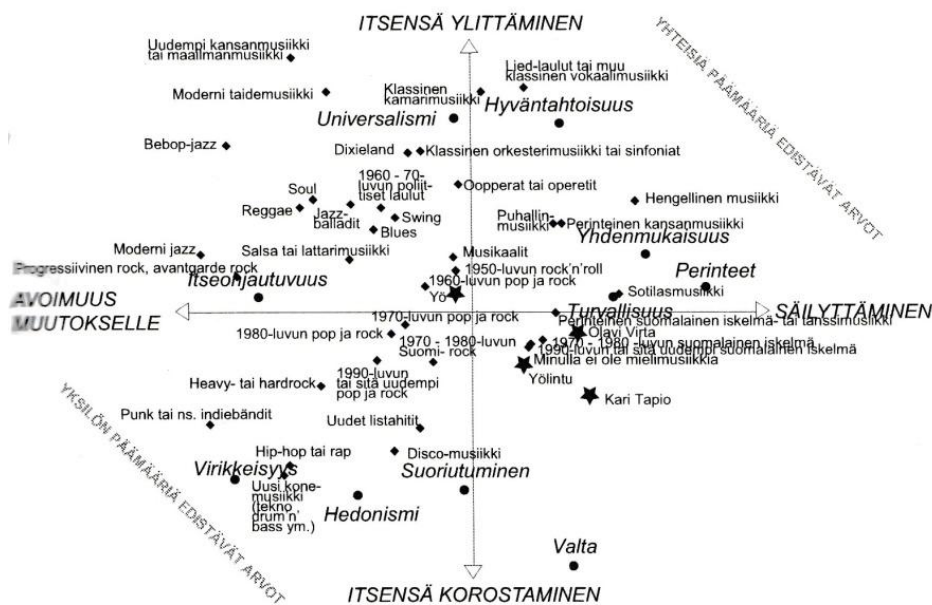 ITSENSÄ YLITTÄMINEN
YHTEISIÄ PÄÄMÄÄRIÄ EDISTÄVÄT ARVOT
Uudempi kansanmusiikki
tai maailmanmusiikki
Lied-laulut tai muu
klassinen vokaalimusiikki
Moderni taidemusiikki
Klassinen
kamarimusiikki
Hyväntahtoisuus
Universalismi
Bebop-jazz
Dixieland
Klassinen orkesterimusiikki tai sinfoniat
1960 - 70-
luvun poliit-
tiset laulut
Oopperat tai operetit
Soul
Hengellinen musiikki
Reggae
Jazz-
balladit
Swing
Puhallin-
musiikki
Perinteinen kansanmusiikki
Blues
Yhdenmukaisuus
Moderni jazz
Salsa tai lattarimusiikki
Musikaalit
Progressiivinen rock, avantgarde rock
1950-luvun rock'n'roll
Perinteet
Itseohjautuvuus
1960-luvun pop ja rock
Yö
Sotilasmusiikki
AVOIMUUS
MUUTOKSELLE
Turvallisuus
SÄILYTTÄMINEN
1970-luvun pop ja rock
Perinteinen suomalainen iskelmä- tai tanssimusiikki
1980-luvun pop ja rock
Olavi Virta
1970 - 1980-luvun
Suomi- rock
1970 - 1980 -luvun suomalainen iskelmä
1990-luvun tai sitä uudempi suomalainen iskelmä
Minulla ei ole mielimusiikkia
1990-luvun
tai sitä uudempi
pop ja rock
Yölintu
Heavy- tai hardrock
Kari Tapio
Punk tai ns. indiebändit
Uudet listahitit
Hip-hop tai rap
Disco-musiikki
Virikkeisyys
Suoriutuminen
Uusi kone-
musiikki
(tekno
drum'n'
bass ym.)
Hedonismi
Valta
YKSILÖN PÄÄMÄÄRIÄ EDISTÄVÄT ARVOT
ITSENSÄ KOROSTAMINEN